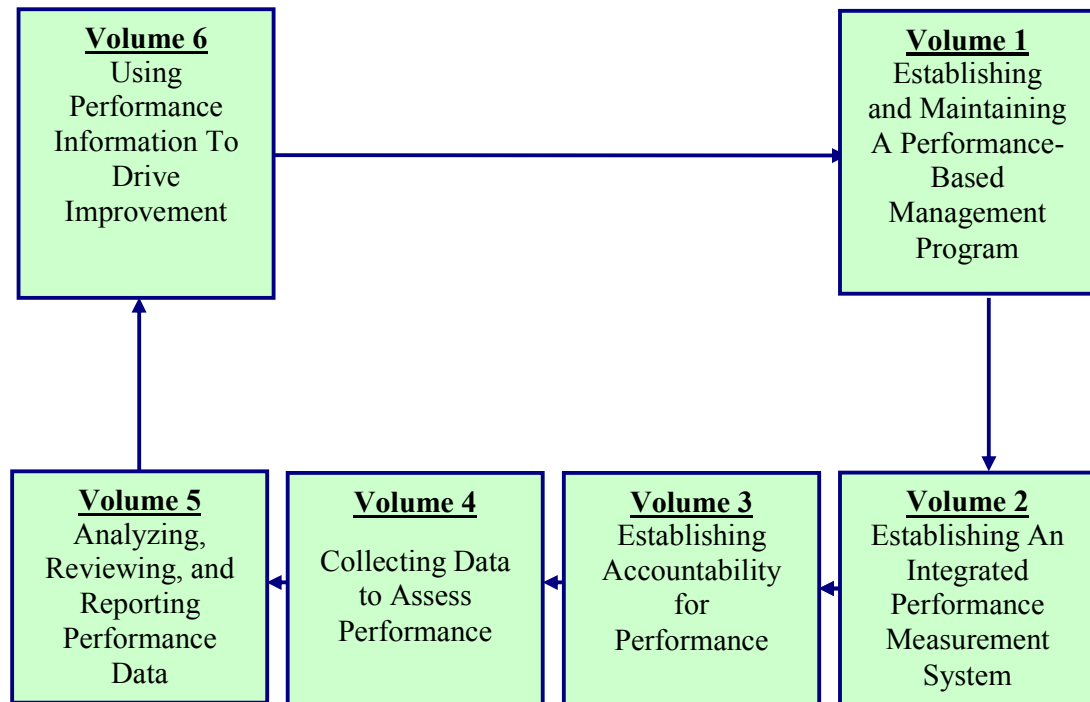 Volume 6
Using
Performance
Information To
Drive
Improvement
Volume 1
Establishing
and Maintaining
A Performance-
Based
Management
Program
Volume 5
Analyzing,
Reviewing, and
Reporting
Performance
Data
Volume 4
Collecting Data
to Assess
Performance
Volume 3
Establishing
Accountability
for
Performance
Volume 2
Establishing An
Integrated
Performance
Measurement
System